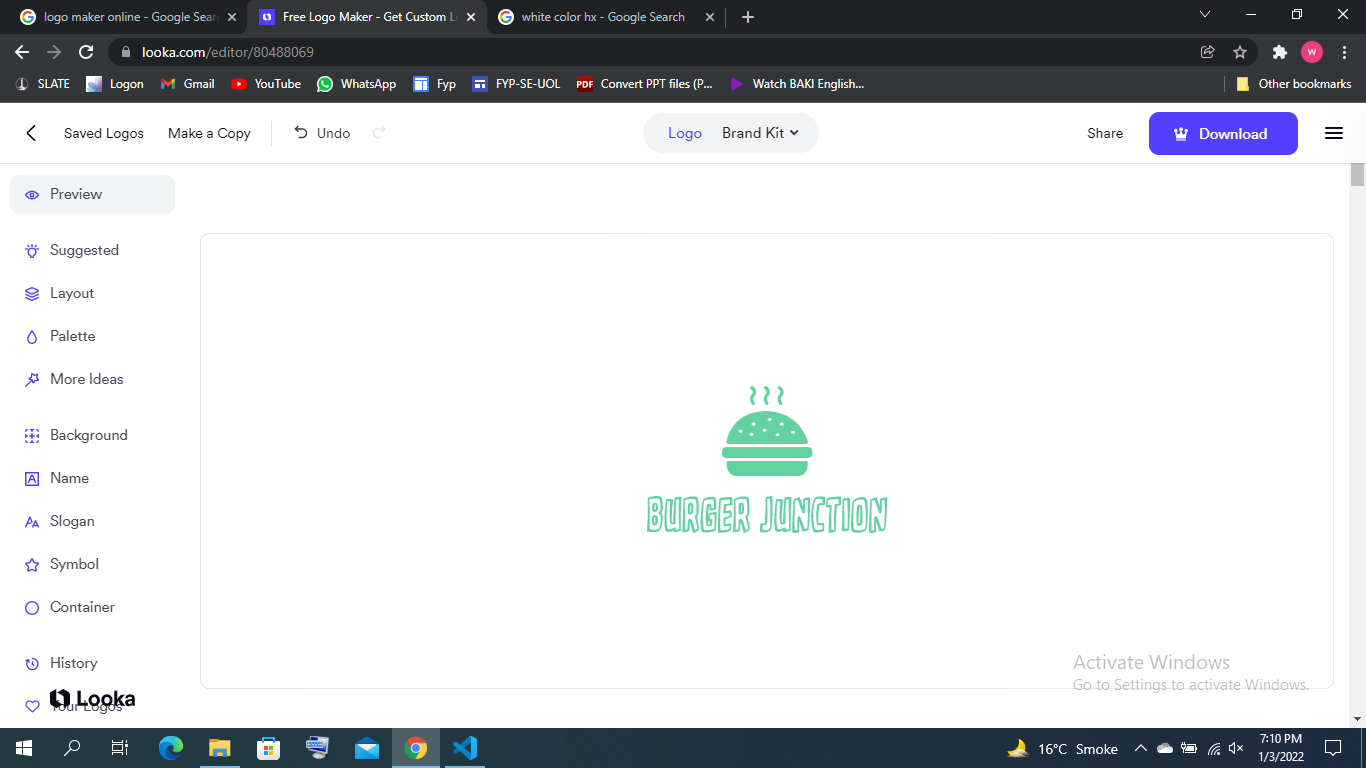 logo maker online - Google Sear
Free Logo Maker - Get Custom L
white color hx - Google Search
looka.com/editor/80488069
W
SLATE
Logon
Gmail
YouTube
WhatsApp
Fyp
FYP-SE-UOL
PDF
Convert PPT files (P...
Watch BAKI English...
Other bookmarks
Saved Logos
Make a Copy
Undo
Logo
Brand Kit
Share
Download
Preview
Suggested
Layout
Palette
More Ideas
Background
Name
Slogan
Symbol
Container
History
Your Logos
Looka
BURGER JUNCTION
Activate Windows
Go to Settings to activate Windows.
16°C Smoke
7:10 PM
1/3/2022